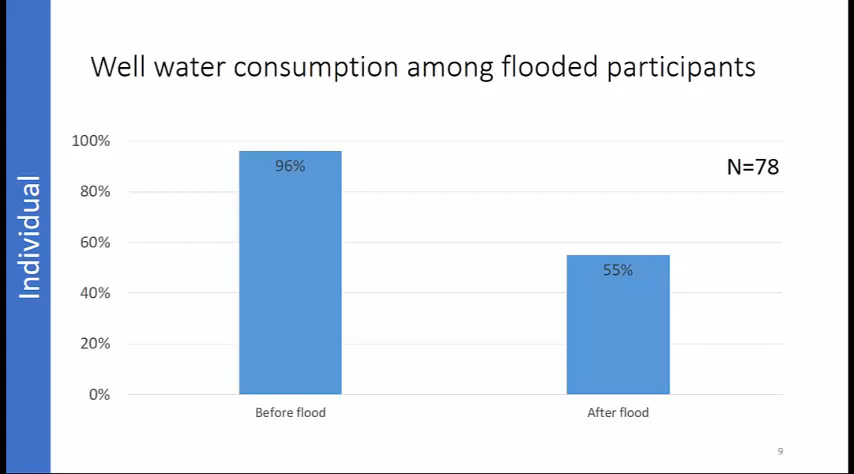 Individual
Well water consumption among flooded participants
100%
80%
60%
40%
20%
0%
96%
55%
N=78
Before flood
After flood
9